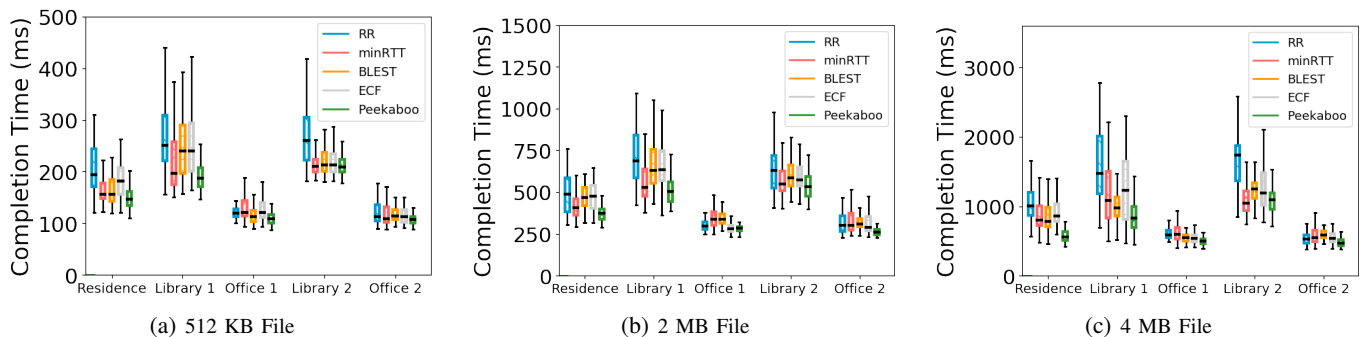 Completion Time (ms)
500
400
300
200
100
0
RR
minRTT
BLEST
ECF
Peekaboo
Residence Library 1 Office 1 Library 2 Office 2
(a) 512 KB File
Completion Time (ms)
1500
1250
1000
750
500
250
0
RR
minRTT
BLEST
ECF
Peekaboo
Residence Library 1 Office 1 Library 2 Office 2
(b) 2 MB File
Completion Time (ms)
3000
2000
1000
0
RR
minRTT
BLEST
ECF
Peekaboo
Residence Library 1 Office 1 Library 2 Office 2
(c) 4 MB File